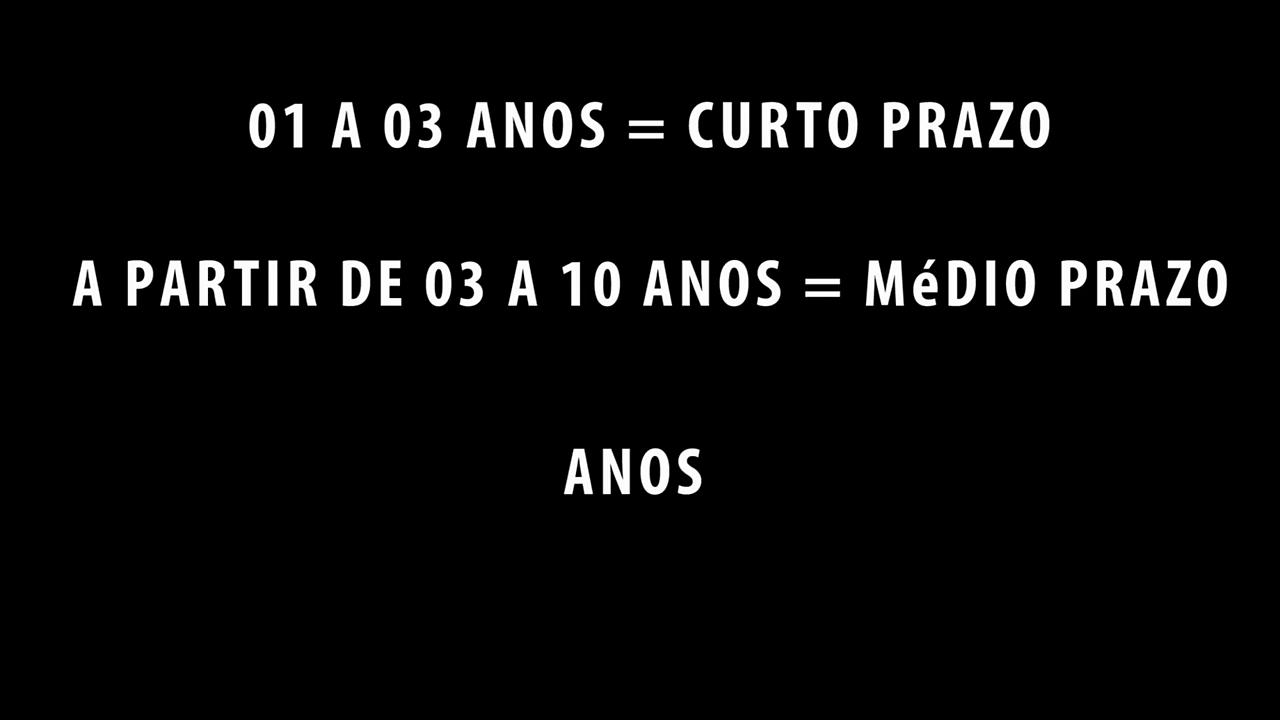 01 A 03 ANOS = CURTO PRAZO
A PARTIR DE 03 A 10 ANOS = MéDIO PRAZO
ANOS